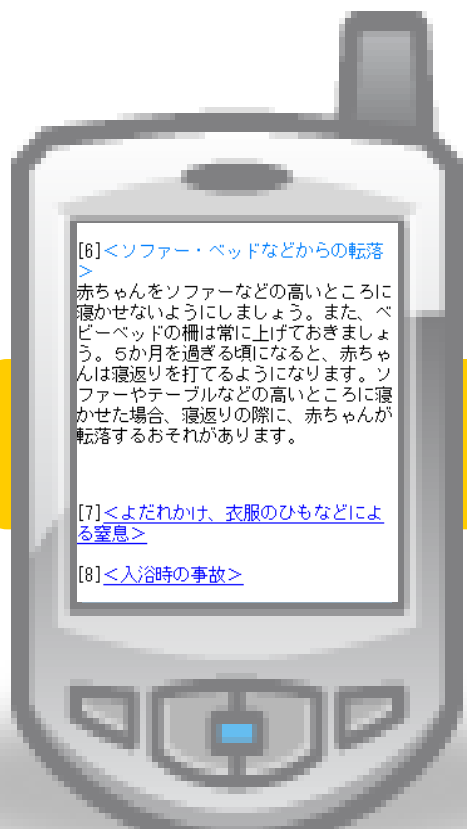 [6]<ソファー・ベッドなどからの転落
>
赤ちゃんをソファーなどの高いところに
寝かせないようにしましょう。また、ベ
ビーベッドの柵は常に上げておきましょ
う。５か月を過ぎる頃になると、赤ちゃ
んは寝返りを打てるようになります。ソ
ファーやテーブルなどの高いところに寝
かせた場合、寝返りの際に、赤ちゃんが
転落するおそれがあります。
[7]<よだれかけ、衣服のひもなどによ
る窒息>
[8]<入浴時の事故>